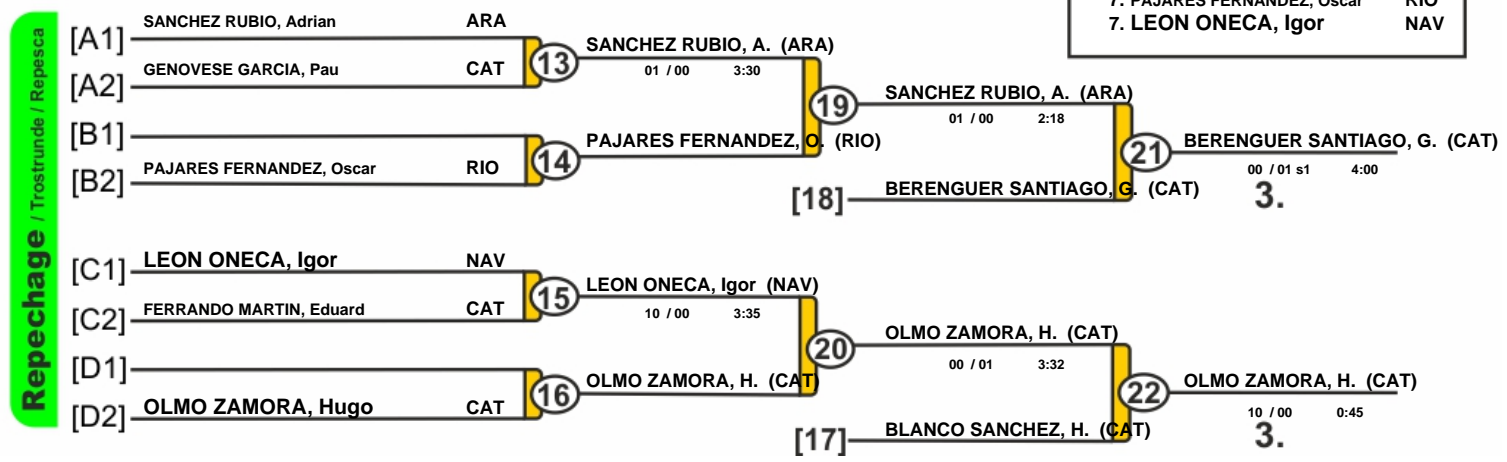 7. PAJARES FERNANDEZ, Oscar RIO
7. LEON ONECA, Igor NAV
Repechage / Trostrunde / Repesca
[A1] SANCHEZ RUBIO, Adrian ARA
[A2] GENOVESE GARCIA, Pau CAT
13 SANCHEZ RUBIO, A. (ARA)
01 / 00 3:30
[B1]
[B2] PAJARES FERNANDEZ, Oscar RIO
14 PAJARES FERNANDEZ, O. (RIO)
19 SANCHEZ RUBIO, A. (ARA)
01 / 00 2:18
[18] BERENGUER SANTIAGO, G. (CAT)
21 BERENGUER SANTIAGO, G. (CAT)
00 / 01 s1 4:00
3.
[C1] LEON ONECA, Igor NAV
[C2] FERRANDO MARTIN, Eduard CAT
15 LEON ONECA, Igor (NAV)
10 / 00 3:35
[D1]
[D2] OLMO ZAMORA, Hugo CAT
16 OLMO ZAMORA, H. (CAT)
20 OLMO ZAMORA, H. (CAT)
00 / 01 3:32
[17] BLANCO SANCHEZ, H. (CAT)
22 OLMO ZAMORA, H. (CAT)
10 / 00 0:45
3.